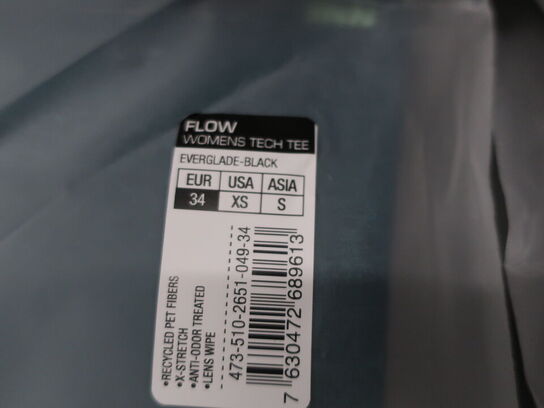 FLOW
WOMENS TECH TEE
EVERGLADE-BLACK
EUR USA ASIA
34 XS S
•RECYCLED PET FIBERS
•X-STRETCH
•ANTI-ODOR TREATED
•LENS WIPE
473-510-2651-049-34
7 630472 689613